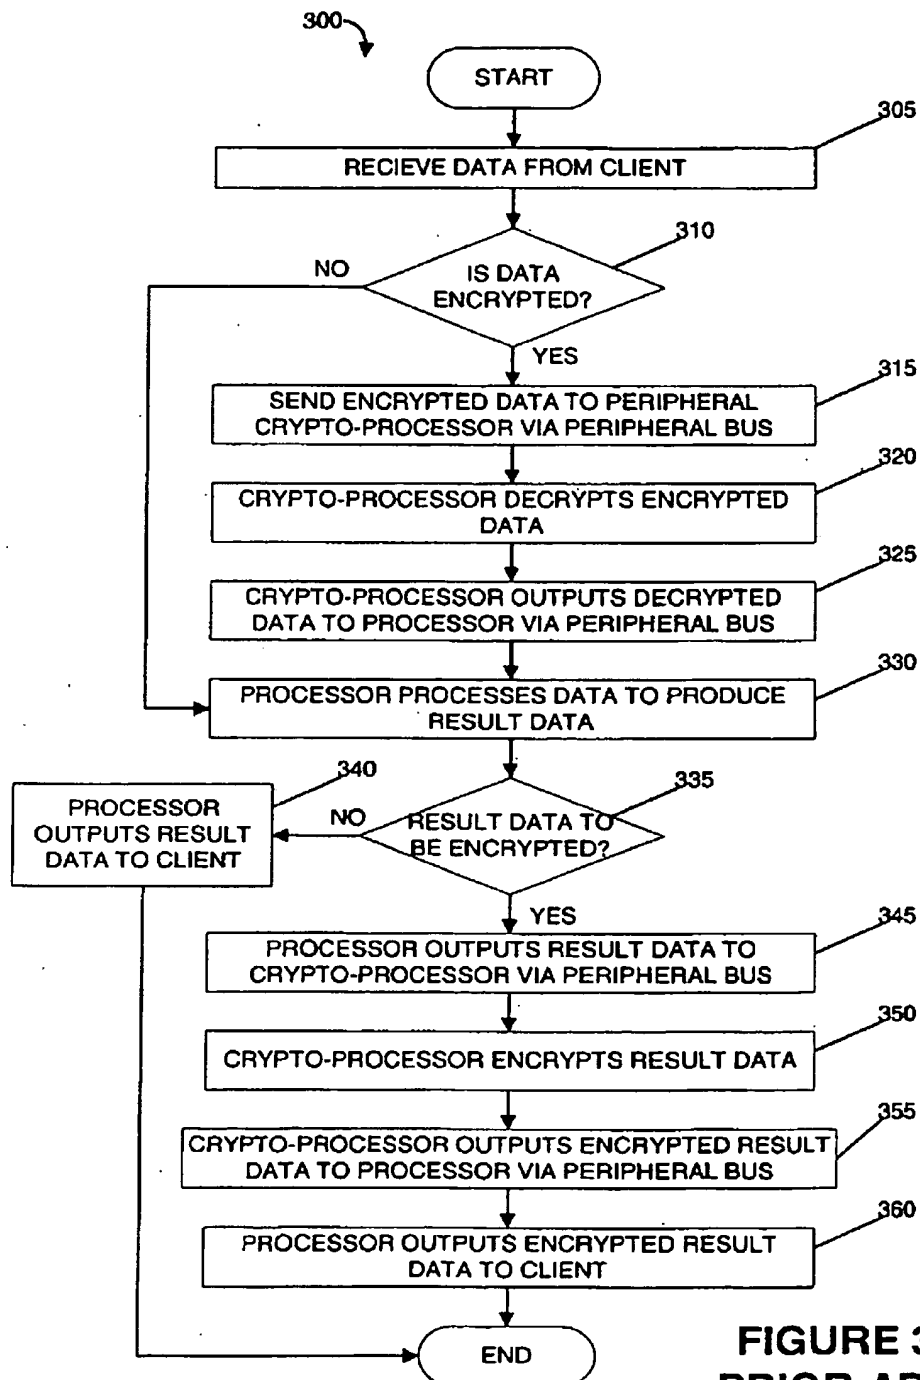 300
START
305
RECIEVE DATA FROM CLIENT
310
IS DATA
ENCRYPTED?
NO
YES
315
SEND ENCRYPTED DATA TO PERIPHERAL
CRYPTO-PROCESSOR VIA PERIPHERAL BUS
320
CRYPTO-PROCESSOR DECRYPTS ENCRYPTED
DATA
325
CRYPTO-PROCESSOR OUTPUTS DECRYPTED
DATA TO PROCESSOR VIA PERIPHERAL BUS
330
PROCESSOR PROCESSES DATA TO PRODUCE
RESULT DATA
335
RESULT DATA TO
BE ENCRYPTED?
NO
340
PROCESSOR
OUTPUTS RESULT
DATA TO CLIENT
YES
345
PROCESSOR OUTPUTS RESULT DATA TO
CRYPTO-PROCESSOR VIA PERIPHERAL BUS
350
CRYPTO-PROCESSOR ENCRYPTS RESULT DATA
355
CRYPTO-PROCESSOR OUTPUTS ENCRYPTED RESULT
DATA TO PROCESSOR VIA PERIPHERAL BUS
360
PROCESSOR OUTPUTS ENCRYPTED RESULT
DATA TO CLIENT
END
FIGURE 3
PRIOR